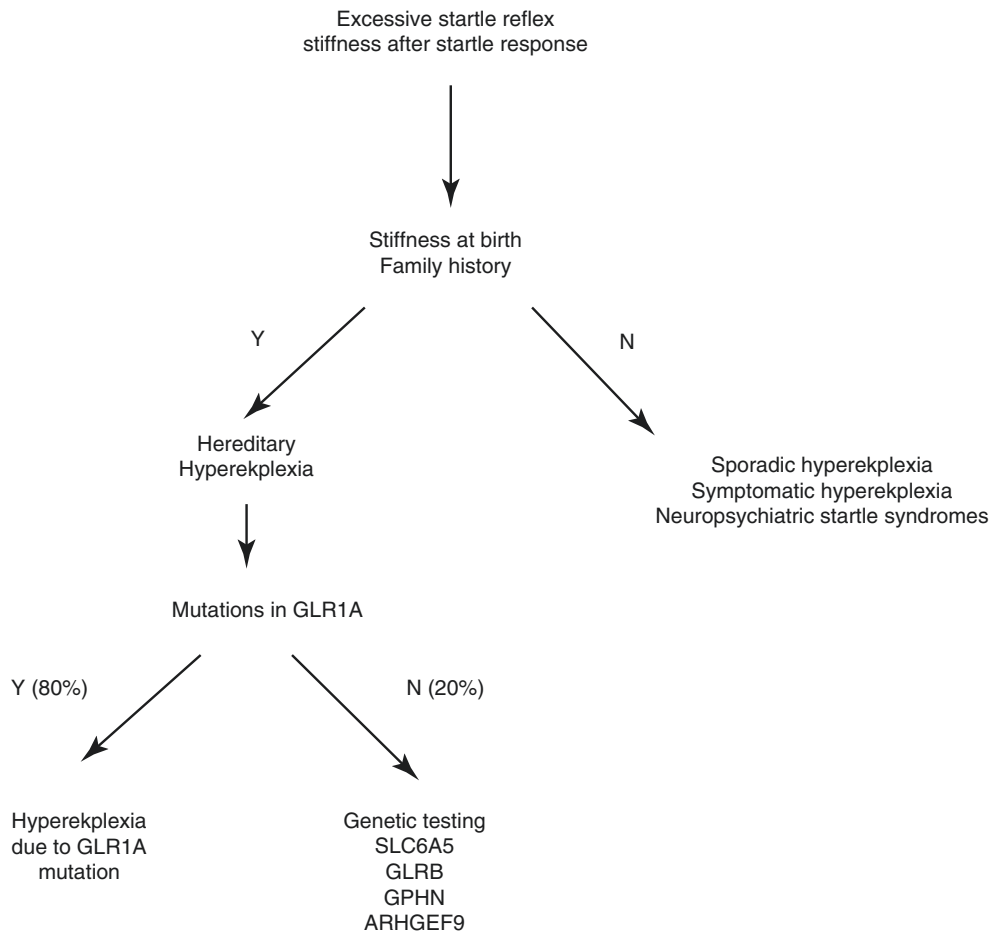 Excessive startle reflex
stiffness after startle response
Stiffness at birth
Family history
Y
N
Hereditary
Hyperekplexia
Sporadic hyperekplexia
Symptomatic hyperekplexia
Neuropsychiatric startle syndromes
Mutations in GLR1A
Y (80%)
N (20%)
Hyperekplexia
due to GLR1A
mutation
Genetic testing
SLC6A5
GLRB
GPHN
ARHGEF9